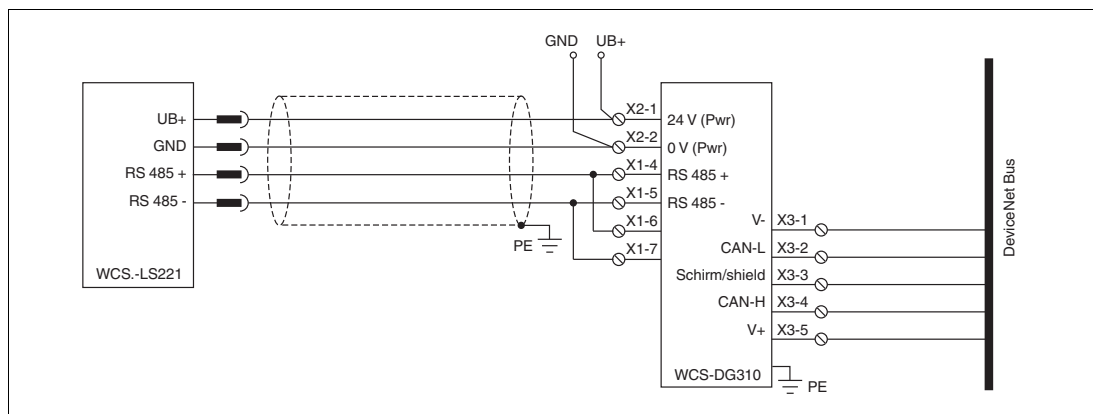 GND UB+
UB+
GND
RS 485 +
RS 485 -
WCS.-LS221
PE
X2-1 24 V (Pwr)
X2-2 0 V (Pwr)
X1-4 RS 485 +
X1-5 RS 485 -
X1-6
X1-7
V- X3-1
CAN-L X3-2
Schirm/shield X3-3
CAN-H X3-4
V+ X3-5
WCS-DG310
PE
DeviceNet Bus